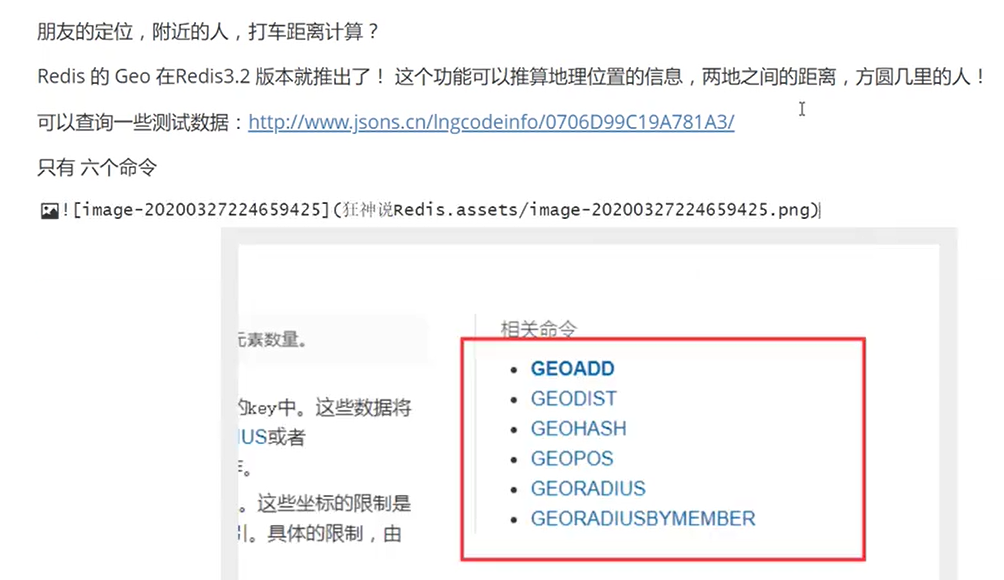 朋友的定位，附近的人，打车距离计算？
Redis 的 Geo 在Redis3.2 版本就推出了！ 这个功能可以推算地理位置的信息，两地之间的距离，方圆几里的人！
可以查询一些测试数据：http://www.jsons.cn/lngcodeinfo/0706D99C19A781A3/
只有 六个命令
![image-20200327224659425](狂神说Redis.assets/image-20200327224659425.png)
相关命令
GEOADD
GEODIST
GEOHASH
GEOPOS
GEORADIUS
GEORADIUSBYMEMBER
元素数量。
的key中。这些数据将
IUS或者
。
。这些坐标的限制是
引。具体的限制，由